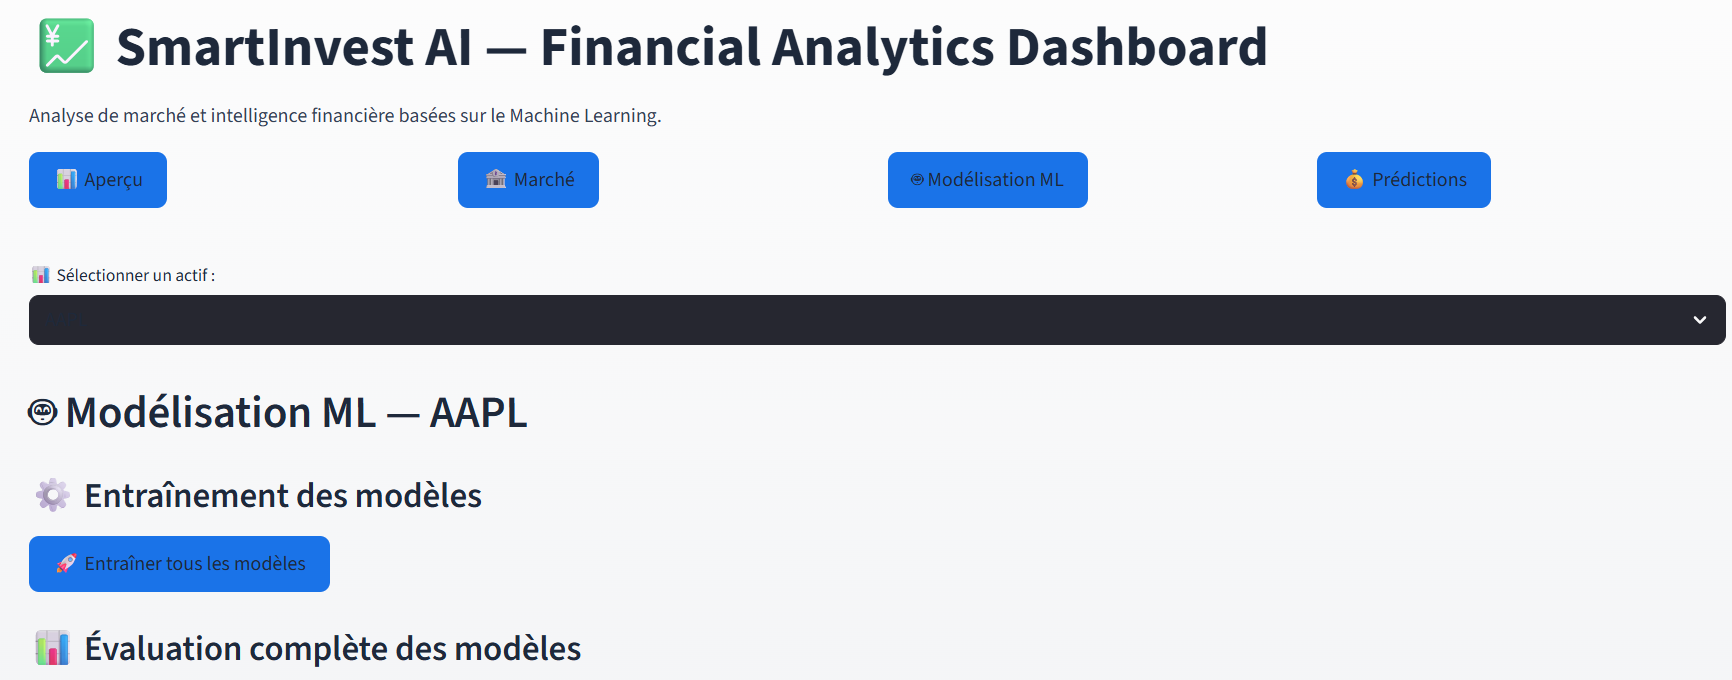 SmartInvest AI — Financial Analytics Dashboard
Analyse de marché et intelligence financière basées sur le Machine Learning.
Aperçu
Marché
Modélisation ML
Prédictions
Sélectionner un actif :
Modélisation ML — AAPL
Entraînement des modèles
Entraîner tous les modèles
Évaluation complète des modèles